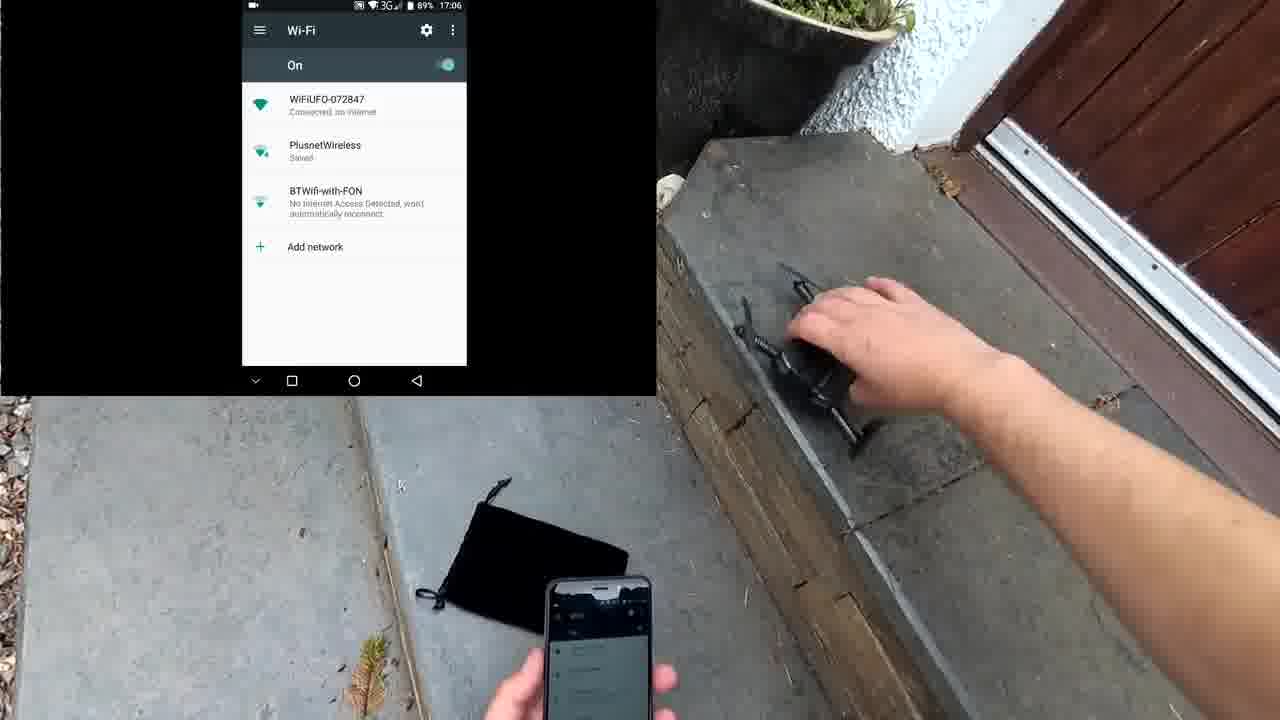 3G 89% 17:06
Wi-Fi
On
WiFiUFO-072847
Connected, no Internet
PlusnetWireless
Saved
BTWifi-with-FON
No Internet Access Detected, won't
automatically reconnect.
Add network